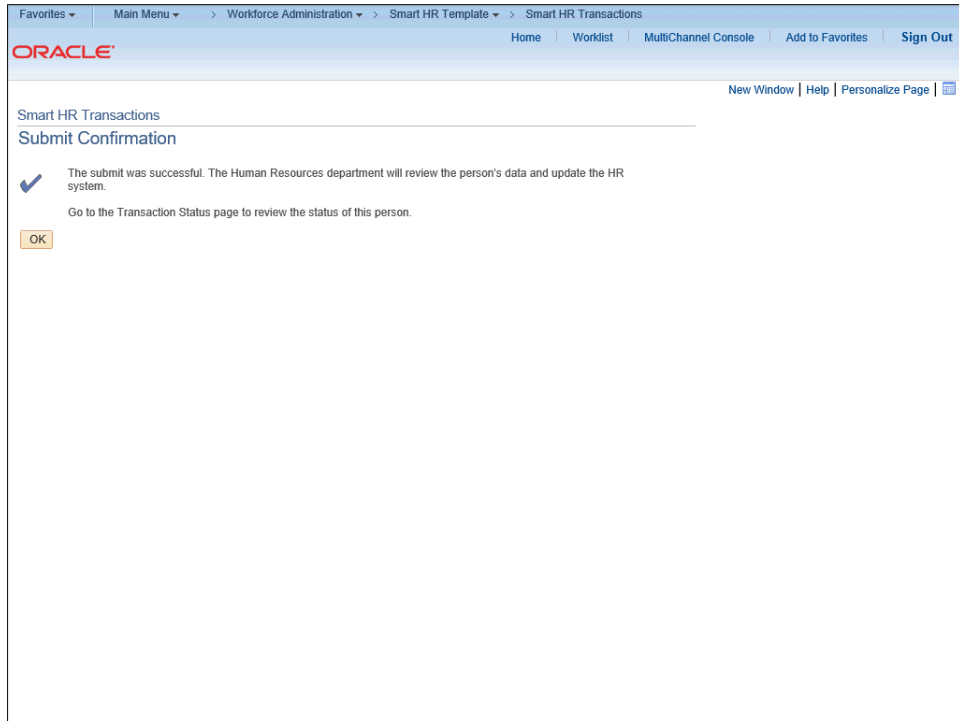 Favorites Main Menu > Workforce Administration > Smart HR Template > Smart HR Transactions
Home Worklist MultiChannel Console Add to Favorites Sign Out
ORACLE
New Window | Help | Personalize Page |
Smart HR Transactions
Submit Confirmation
The submit was successful. The Human Resources department will review the person's data and update the HR
system.
Go to the Transaction Status page to review the status of this person.
OK